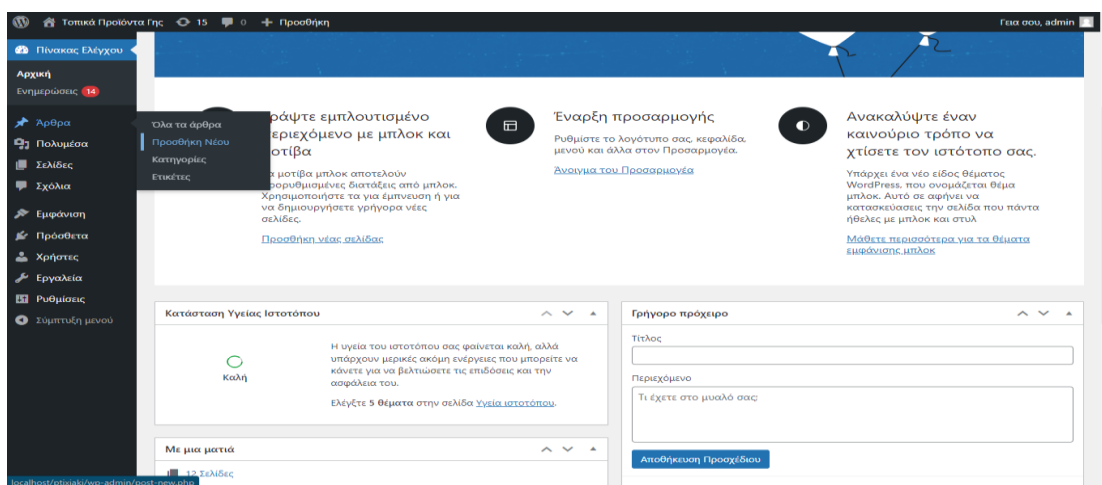 Τοπικά Προϊόντα Γης 15 0 + Προσθήκη Γεια σου, admin
Πίνακας Ελέγχου
Αρχική
Ενημερώσεις 14
Άρθρα
Πολυμέσα
Σελίδες
Σχόλια
Εμφάνιση
Πρόσθετα
Χρήστες
Εργαλεία
Ρυθμίσεις
Σύμπτυξη μενού
Όλα τα άρθρα
Προσθήκη Νέου
Κατηγορίες
Ετικέτες
εμπλουτισμένο
περιεχόμενο με μπλοκ και
μοτίβα
μοτίβα μπλοκ αποτελούν
προρυθμισμένες διατάξεις από μπλοκ.
Χρησιμοποιήστε τα για έμπνευση ή για
να δημιουργήσετε γρήγορα νέες
σελίδες.
Προσθήκη νέας σελίδας
Έναρξη προσαρμογής
Ρυθμίστε το λογότυπο σας, κεφαλίδα,
μενού και άλλα στον Προσαρμογέα.
Άνοιγμα του Προσαρμογέα
Ανακαλύψτε έναν
καινούριο τρόπο να
χτίσετε τον ιστότοπο σας.
Υπάρχει ένα νέο είδος θέματος
WordPress, που ονομάζεται θέμα
μπλοκ. Αυτό σε αφήνει να
κατασκεύασεις την σελίδα που πάντα
ήθελες με μπλοκ και στυλ
Μάθετε περισσότερα για τα θέματα
εμφάνισης μπλοκ
Κατάσταση Υγείας Ιστοτόπου
Καλή
Η υγεία του ιστοτόπου σας φαίνεται καλή, αλλά
υπάρχουν μερικές ακόμη ενέργειες που μπορείτε να
κάνετε για να βελτιώσετε τις επιδόσεις και την
ασφάλεια του.
Ελέγξτε 5 θέματα στην σελίδα Υγεία ιστοτόπου.
Με μια ματιά
12 Σελίδες
Γρήγορο πρόχειρο
Τίτλος
Περιεχόμενο
Τι έχετε στο μυαλό σας;
Αποθήκευση Προσχέδιου
localhost/ptixiaki/wp-admin/post-new.php